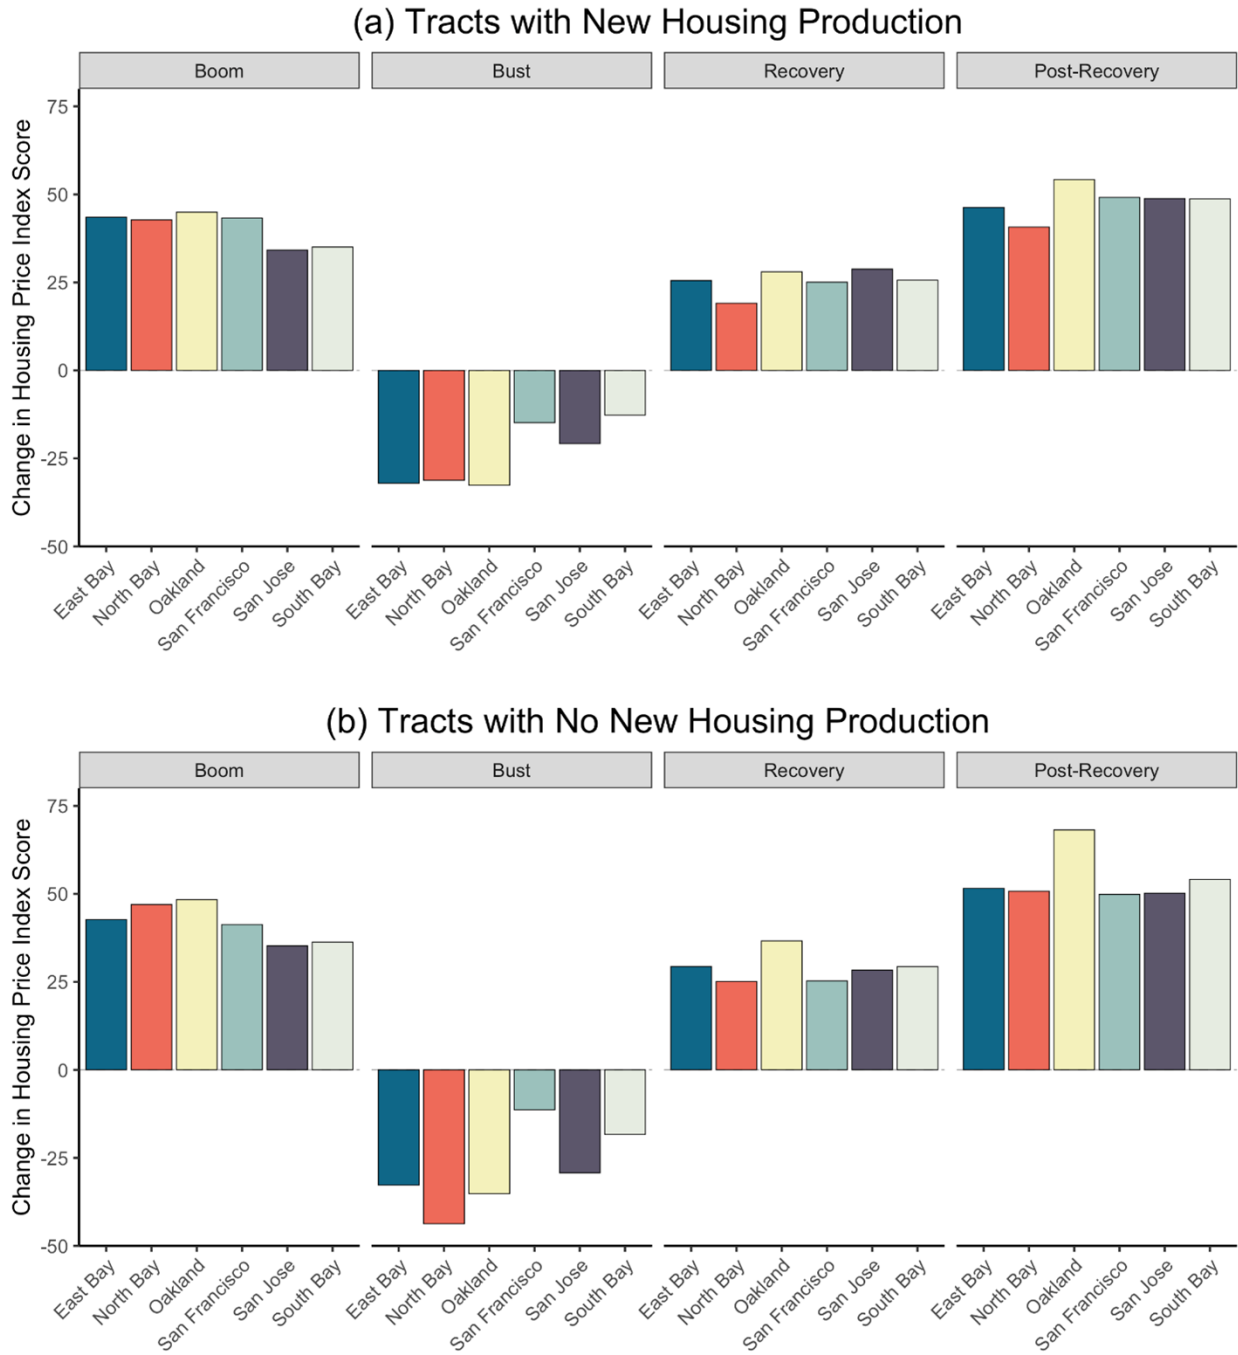 (a) Tracts with New Housing Production
Boom Bust Recovery Post-Recovery
Change in Housing Price Index Score
75
50
25
0
-25
-50
East Bay North Bay Oakland San Francisco San Jose South Bay East Bay North Bay Oakland San Francisco San Jose South Bay East Bay North Bay Oakland San Francisco San Jose South Bay East Bay North Bay Oakland San Francisco San Jose South Bay
(b) Tracts with No New Housing Production
Boom Bust Recovery Post-Recovery
Change in Housing Price Index Score
75
50
25
0
-25
-50
East Bay North Bay Oakland San Francisco San Jose South Bay East Bay North Bay Oakland San Francisco San Jose South Bay East Bay North Bay Oakland San Francisco San Jose South Bay East Bay North Bay Oakland San Francisco San Jose South Bay